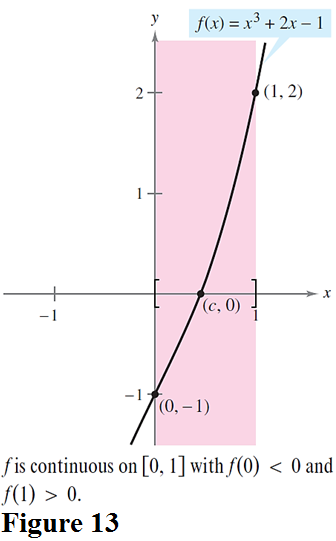 y
f(x) = x³ + 2x – 1
2
(1, 2)
1
x
–1
(c, 0)
1
–1
(0, –1)
f is continuous on [0, 1] with f(0) < 0 and
f(1) > 0.
Figure 13